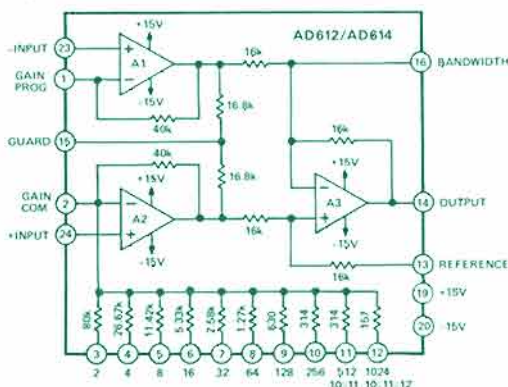 AD612/AD614
-INPUT
23
+15V
A1
-15V
GAIN
PROG
1
40k
16k
16
BANDWIDTH
16.8k
GUARD
15
16.8k
40k
16k
+15V
A3
-15V
14
OUTPUT
GAIN
COM
2
+15V
A2
-15V
+INPUT
24
16k
16k
13
REFERENCE
19
+15V
20
-15V
80k
26.67k
11.42k
5.33k
2.58k
1.27k
630
314
314
157
3 4 5 6 7 8 9 10 11 12
2 4 8 16 32 64 128 256 512 1024
10, 11 10, 11, 12